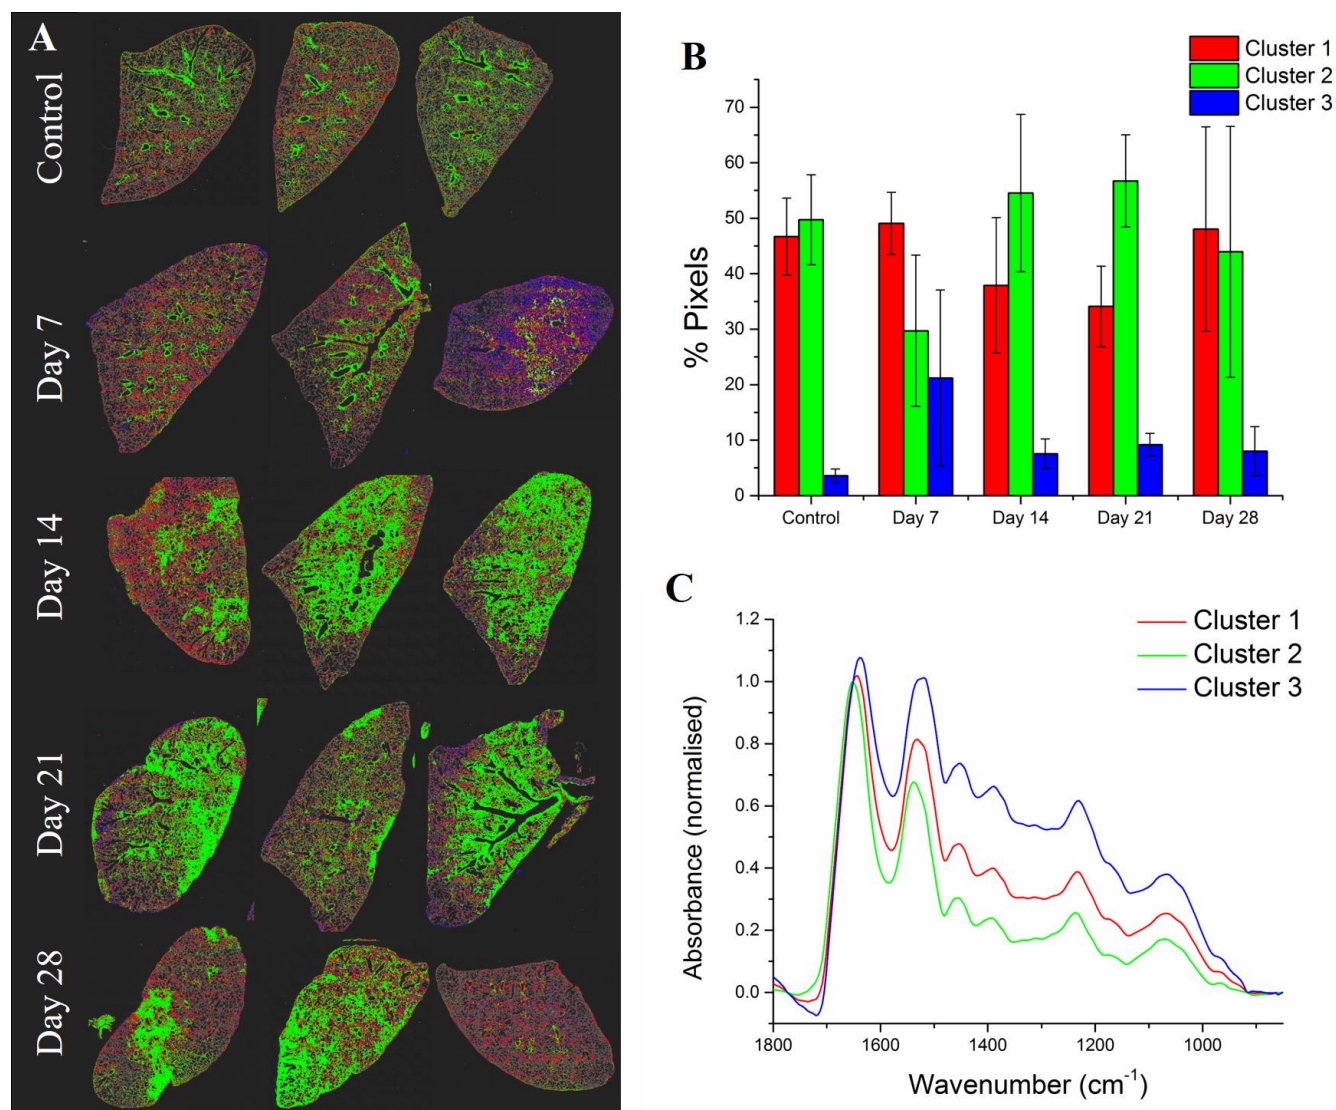 A
Control
Day 7
Day 14
Day 21
Day 28
B
Cluster 1
Cluster 2
Cluster 3
70
60
50
40
30
20
10
0
% Pixels
Control Day 7 Day 14 Day 21 Day 28
C
Cluster 1
Cluster 2
Cluster 3
1.2
1.0
0.8
0.6
0.4
0.2
0.0
Absorbance (normalised)
1800 1600 1400 1200 1000
Wavenumber (cm⁻¹)